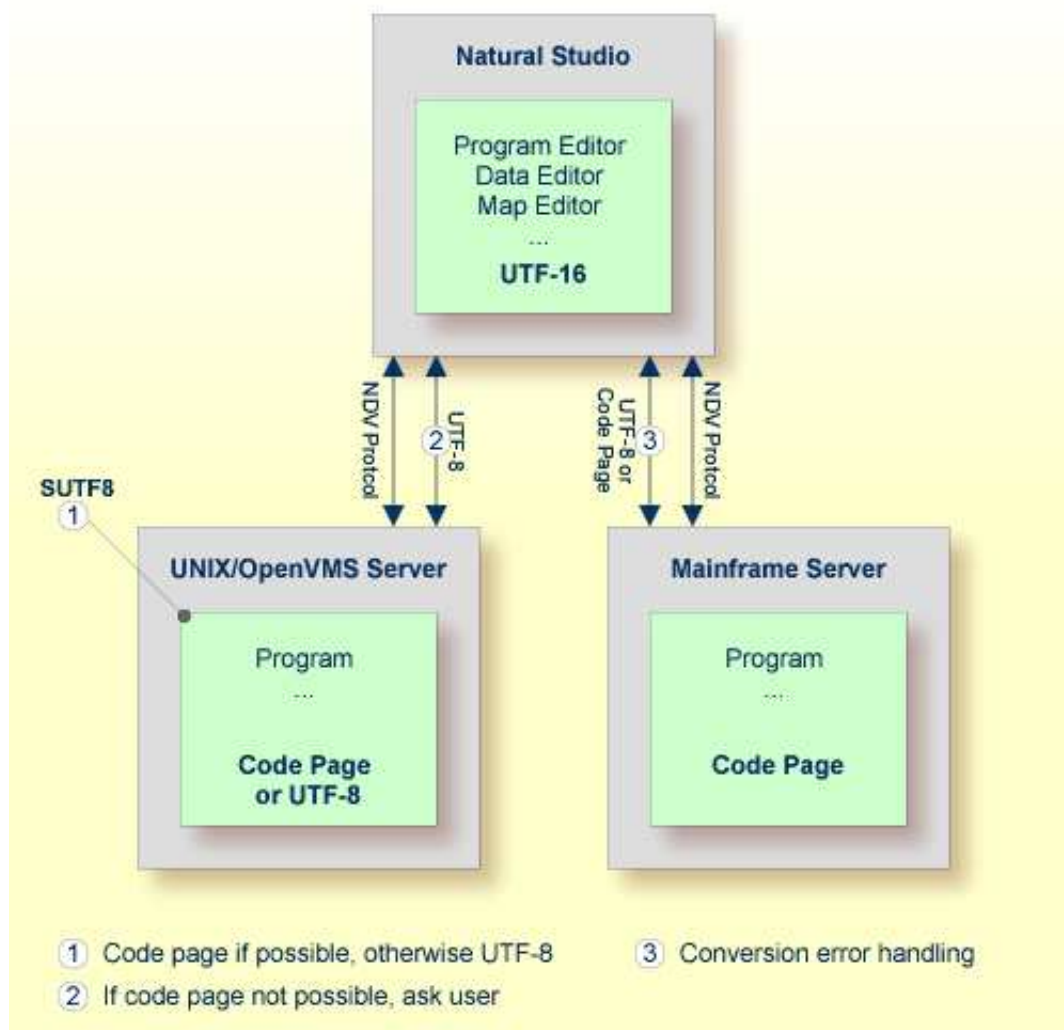 Natural Studio
Program Editor
Data Editor
Map Editor
...
UTF-16
NDV Protcol
2
UTF-8
UTF-8 or
Code Page
3
NDV Protcol
SUTF8
1
UNIX/OpenVMS Server
Program
...
Code Page
or UTF-8
Mainframe Server
Program
...
Code Page
1 Code page if possible, otherwise UTF-8
2 If code page not possible, ask user
3 Conversion error handling